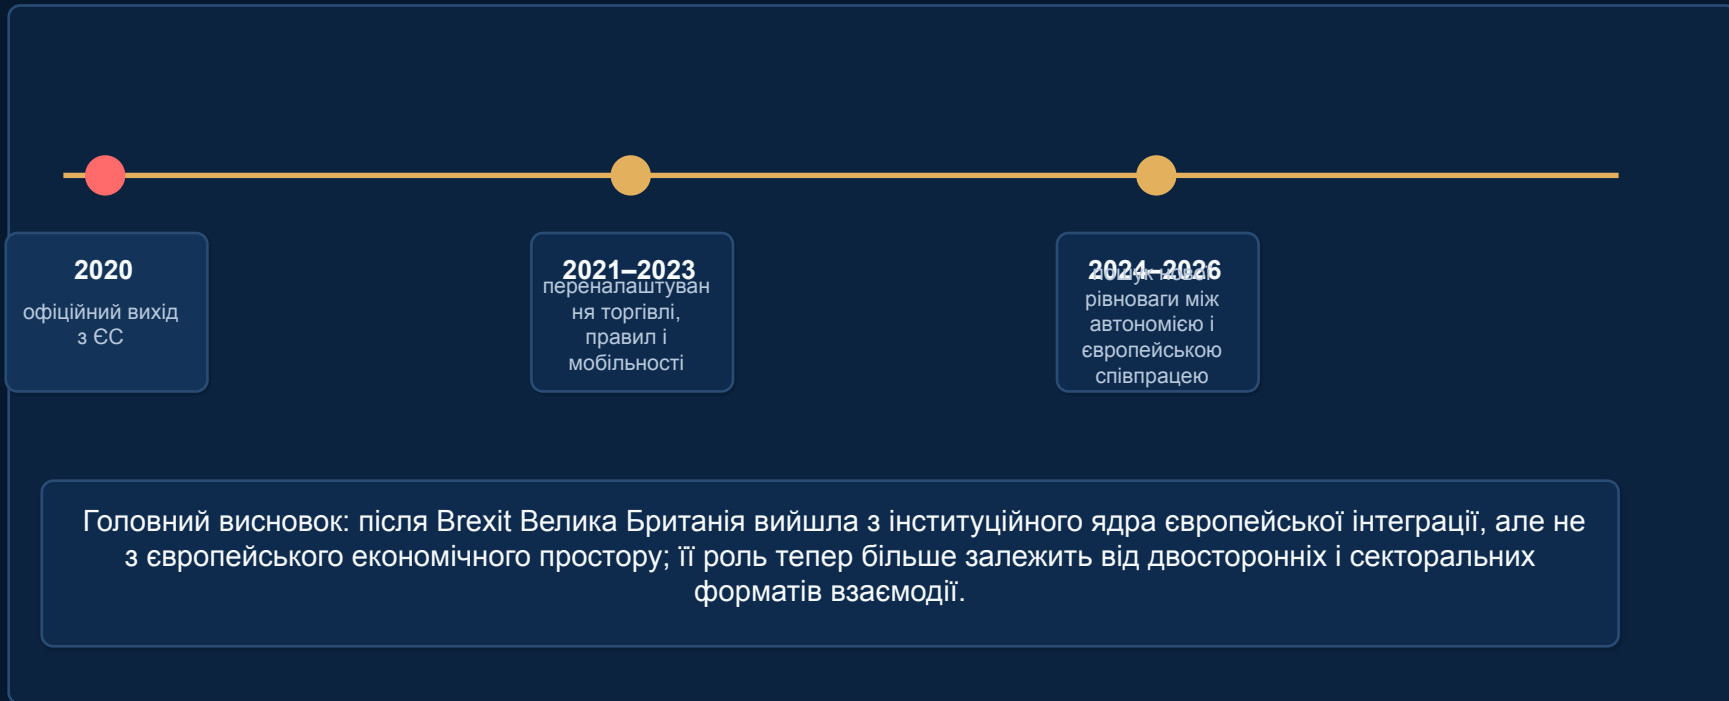 2020
офіційний вихід
з ЄС
2021–2023
переналаштуван
ня торгівлі,
правил і
мобільності
2024–2026
пошук нової
рівноваги між
автономією і
європейською
співпрацею
Головний висновок: після Brexit Велика Британія вийшла з інституційного ядра європейської інтеграції, але не
з європейського економічного простору; її роль тепер більше залежить від двосторонніх і секторальних
форматів взаємодії.